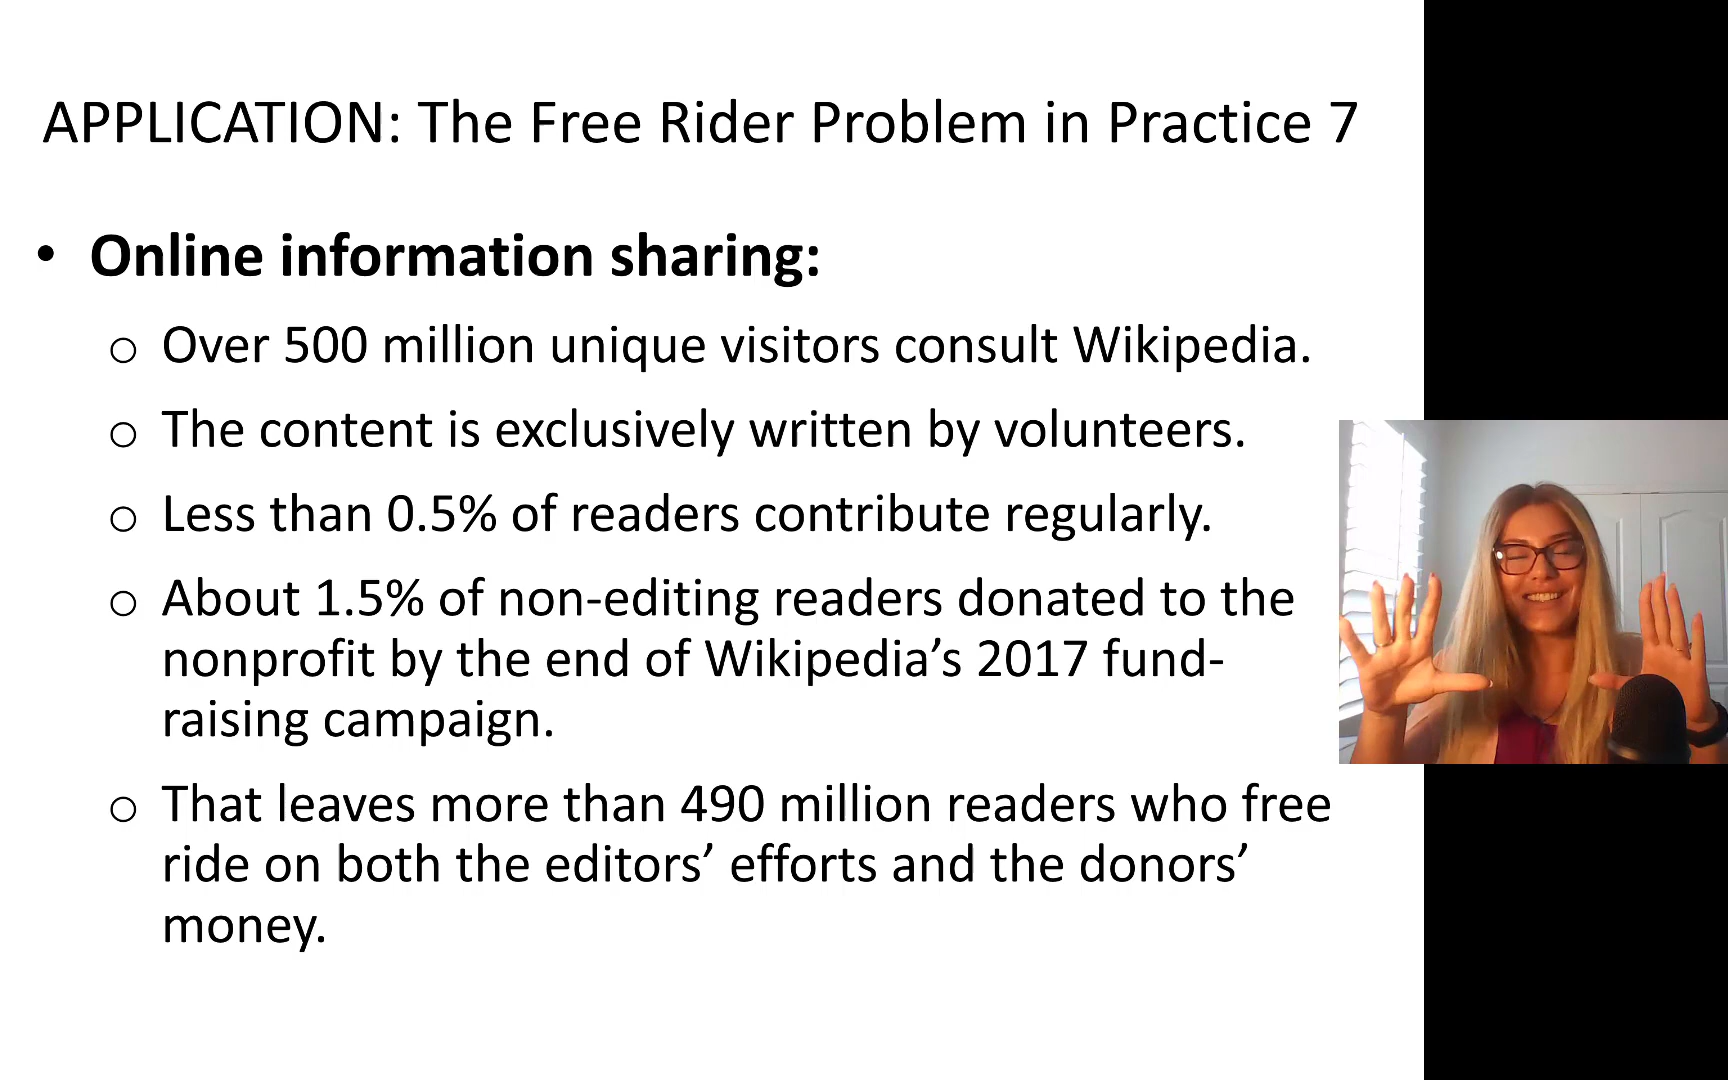 APPLICATION: The Free Rider Problem in Practice 7
• Online information sharing:
o Over 500 million unique visitors consult Wikipedia.
o The content is exclusively written by volunteers.
o Less than 0.5% of readers contribute regularly.
o About 1.5% of non-editing readers donated to the
nonprofit by the end of Wikipedia’s 2017 fund-
raising campaign.
o That leaves more than 490 million readers who free
ride on both the editors’ efforts and the donors’
money.